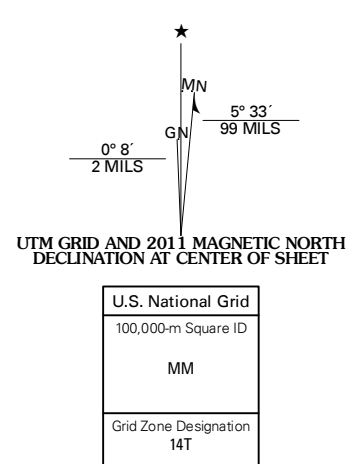 ★
MN
GN
5° 33´
99 MILS
0° 8´
2 MILS
UTM GRID AND 2011 MAGNETIC NORTH
DECLINATION AT CENTER OF SHEET
U.S. National Grid
100,000-m Square ID
MM
Grid Zone Designation
14T